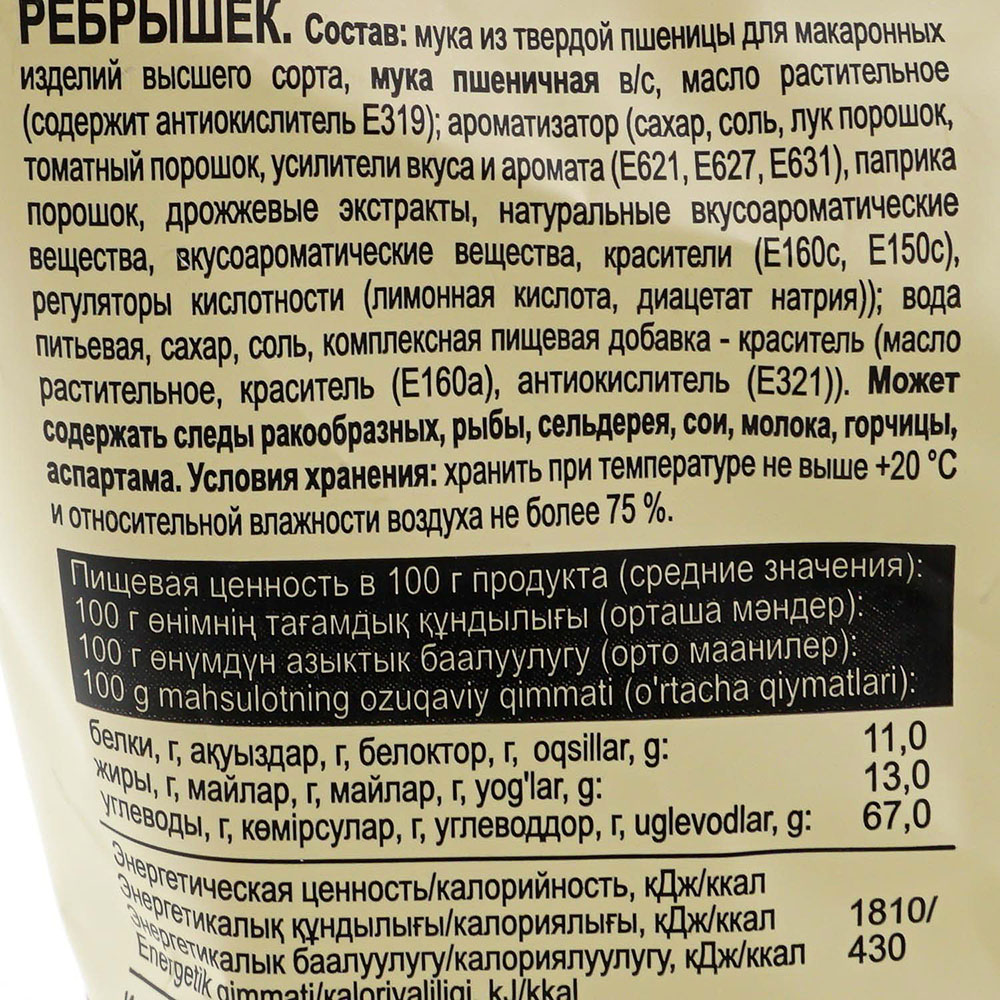 РЕБРЫШЕК. Состав: мука из твердой пшеницы для макаронных
изделий высшего сорта, мука пшеничная в/с, масло растительное
(содержит антиокислитель Е319); ароматизатор (сахар, соль, лук порошок,
томатный порошок, усилители вкуса и аромата (Е621, Е627, Е631), паприка
порошок, дрожжевые экстракты, натуральные вкусоароматические
вещества, вкусоароматические вещества, красители (Е160с, Е150с),
регуляторы кислотности (лимонная кислота, диацетат натрия)); вода
питьевая, сахар, соль, комплексная пищевая добавка - краситель (масло
растительное, краситель (Е160а), антиокислитель (Е321)). Может
содержать следы ракообразных, рыбы, сельдерея, сои, молока, горчицы,
аспартама. Условия хранения: хранить при температуре не выше +20 °С
и относительной влажности воздуха не более 75 %.
Пищевая ценность в 100 г продукта (средние значения):
100 г өнімнің тағамдық құндылығы (орташа мәндер):
100 г өнүмдүн азыктык баалуулугу (орто маанилер):
100 g mahsulotning ozuqaviy qimmati (o'rtacha qiymatlari):
белки, г, ақуыздар, г, белоктор, г, oqsillar, g: 11,0
жиры, г, майлар, г, майлар, г, yog'lar, g: 13,0
углеводы, г, көмірсулар, г, углеводдор, г, uglevodlar, g: 67,0
Энергетическая ценность/калорийность, кДж/ккал
Энергетикалық құндылығы/калориялығы, кДж/ккал 1810/
Энергетикалык баалуулугу/калориялуулугу, кДж/ккал 430
Energetik qimmati/kaloriyaliligi, kJ/kkal